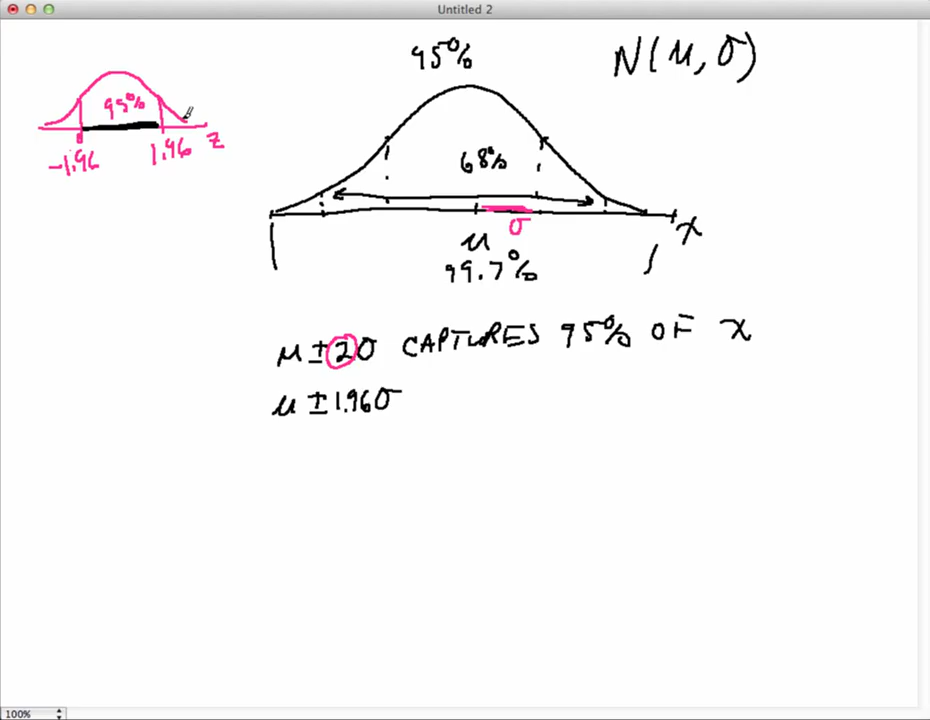 Untitled 2
95%
N(μ, σ)
95%
-1.96
1.96
z
68%
σ
μ
x
99.7%
μ ± 2σ CAPTURES 95% OF x
μ ± 1.96σ
100%